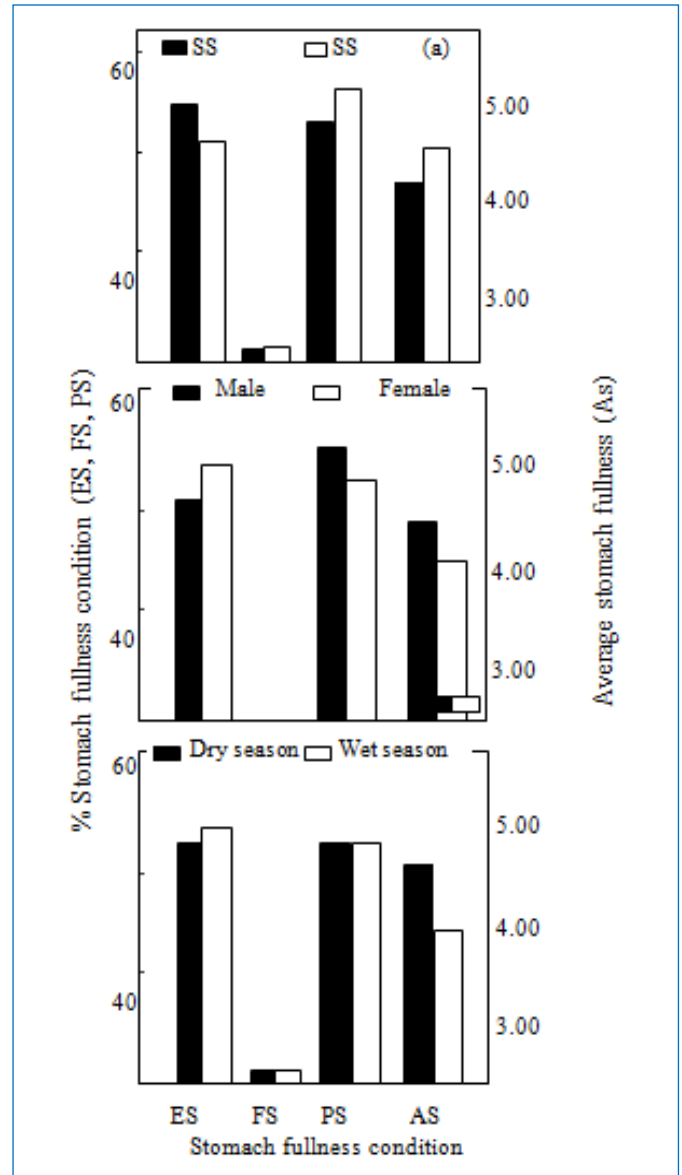 SS SS (a)
60
5.00
4.00
40
3.00
% Stomach fullness condition (ES, FS, PS)
Average stomach fullness (As)
60
Male Female
5.00
4.00
40
3.00
60
Dry season Wet season
5.00
4.00
40
3.00
ES FS PS AS
Stomach fullness condition